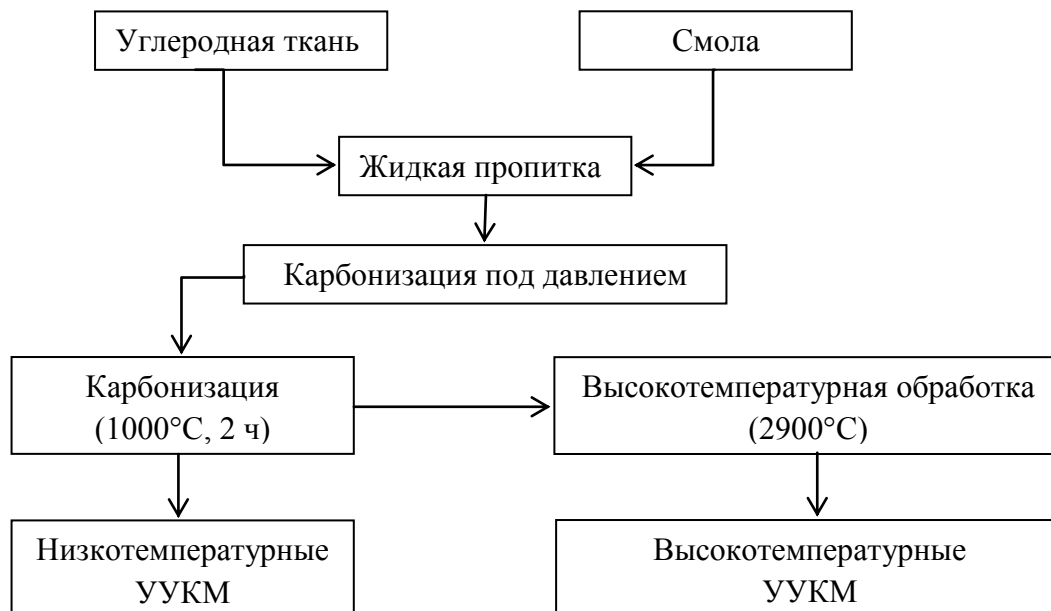 Углеродная ткань
Смола
Жидкая пропитка
Карбонизация под давлением
Карбонизация
(1000°С, 2 ч)
Высокотемпературная обработка
(2900°С)
Низкотемпературные
УУКМ
Высокотемпературные
УУКМ